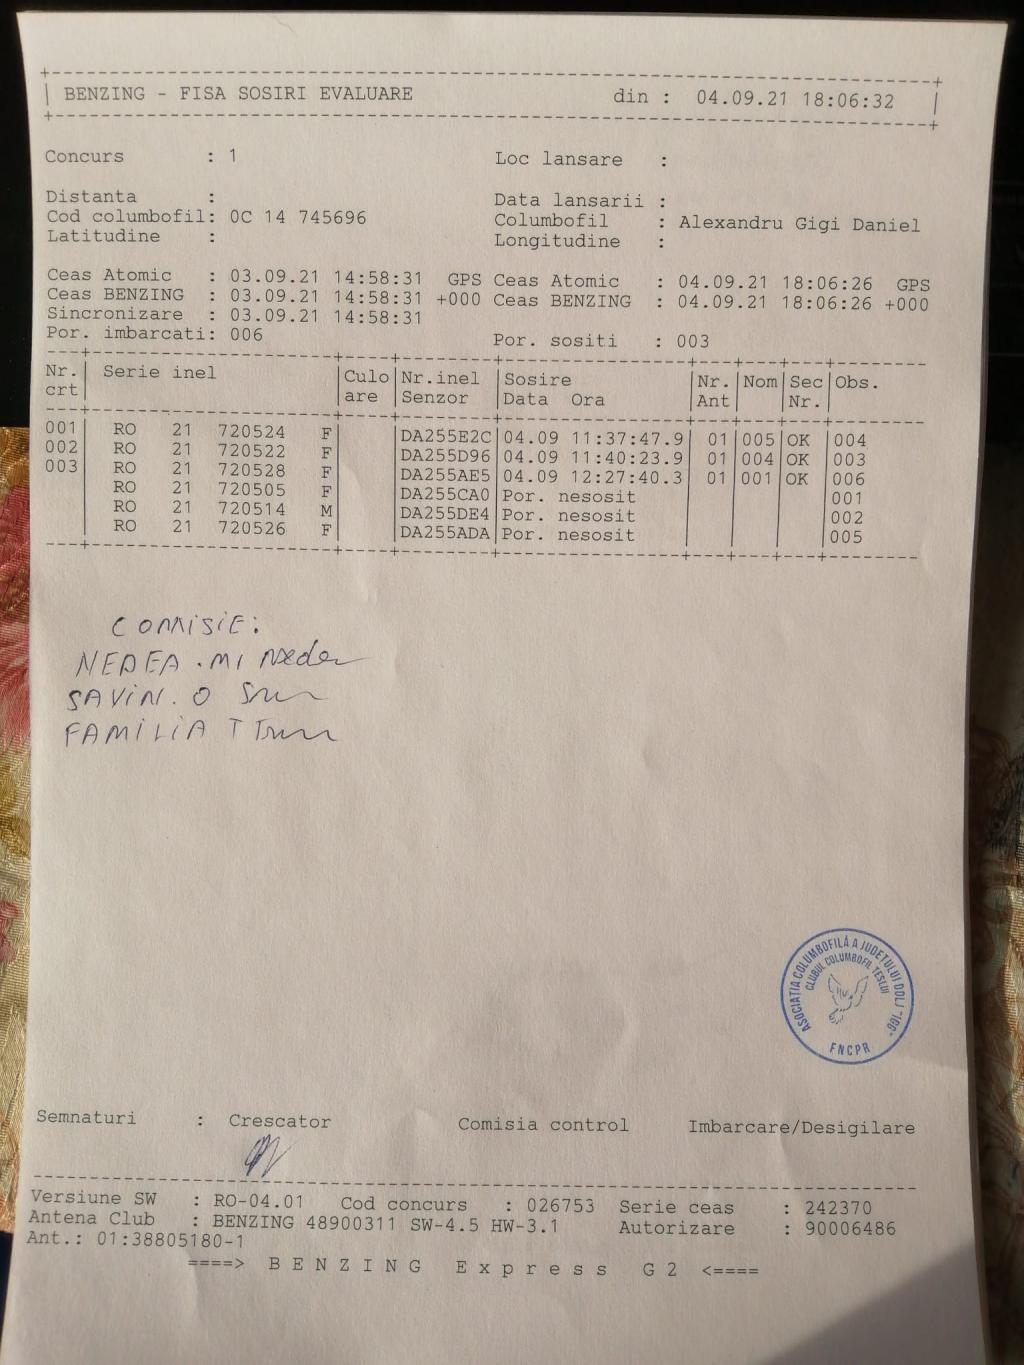 BENZING - FISA SOSIRI EVALUARE din : 04.09.21 18:06:32
Concurs : 1 Loc lansare :
Distanta : Data lansarii :
Cod columbofil: 0C 14 745696 Columbofil : Alexandru Gigi Daniel
Latitudine : Longitudine :
Ceas Atomic : 03.09.21 14:58:31 GPS Ceas Atomic : 04.09.21 18:06:26 GPS
Ceas BENZING : 03.09.21 14:58:31 +000 Ceas BENZING : 04.09.21 18:06:26 +000
Sincronizare : 03.09.21 14:58:31
Por. imbarcati: 006 Por. sositi : 003
Nr. Serie inel Culo Nr.inel Sosire Nr. Nom Sec Obs.
crt are Senzor Data Ora Ant Nr.
001 RO 21 720524 F DA255E2C 04.09 11:37:47.9 01 005 OK 004
002 RO 21 720522 F DA255D96 04.09 11:40:23.9 01 004 OK 003
003 RO 21 720528 F DA255AE5 04.09 12:27:40.3 01 001 OK 006
RO 21 720505 F DA255CA0 Por. nesosit 001
RO 21 720514 M DA255DE4 Por. nesosit 002
RO 21 720526 F DA255ADA Por. nesosit 005
COMISIE:
NEDEA.MI
SAVIN.O
FAMILIA T
ASOCIATIA COLUMBOFILĂ A JUDETULUI DOLJ "IGO"
CLUBUL COLUMBOFIL TESLUI
FNCPR
Semnaturi : Crescator Comisia control Imbarcare/Desigilare
Versiune SW : RO-04.01 Cod concurs : 026753 Serie ceas : 242370
Antena Club : BENZING 48900311 SW-4.5 HW-3.1 Autorizare : 90006486
Ant.: 01:38805180-1
====> B E N Z I N G E x p r e s s G 2 <====